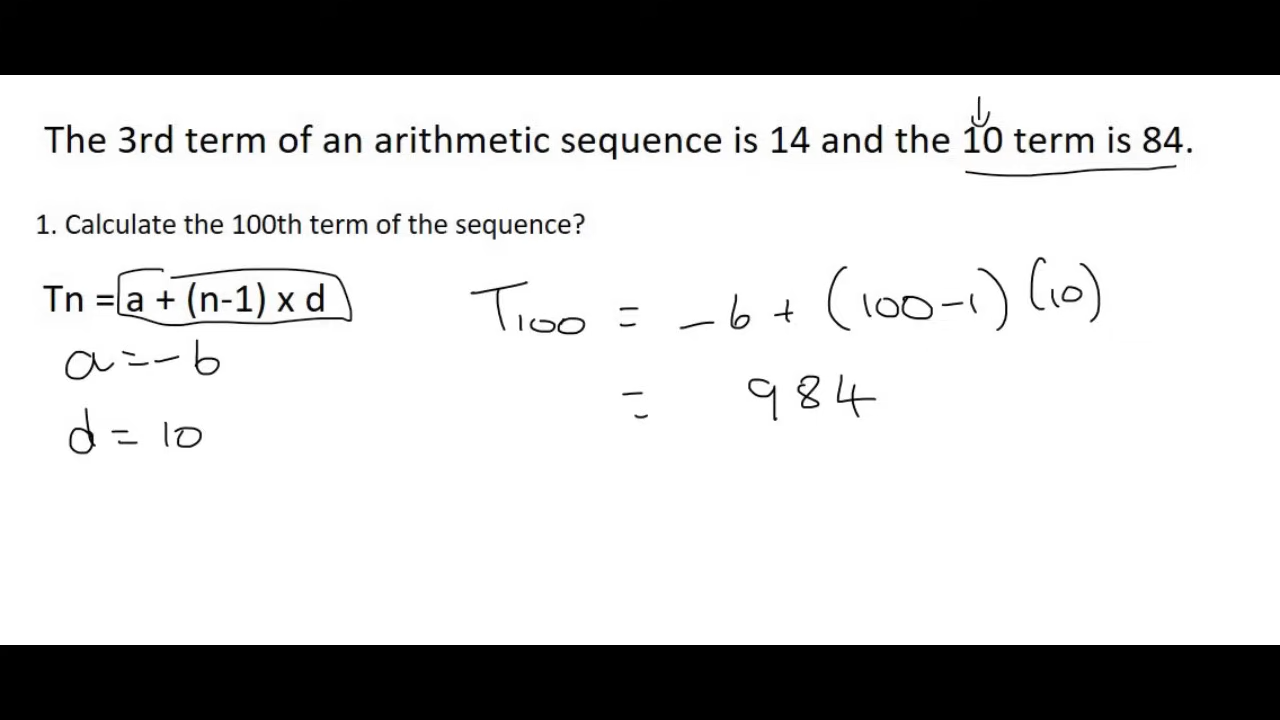 The 3rd term of an arithmetic sequence is 14 and the 10 term is 84.
1. Calculate the 100th term of the sequence?
Tn = a + (n-1) x d
a = - 6
d = 10
T100 = - 6 + (100 - 1) (10)
= 984